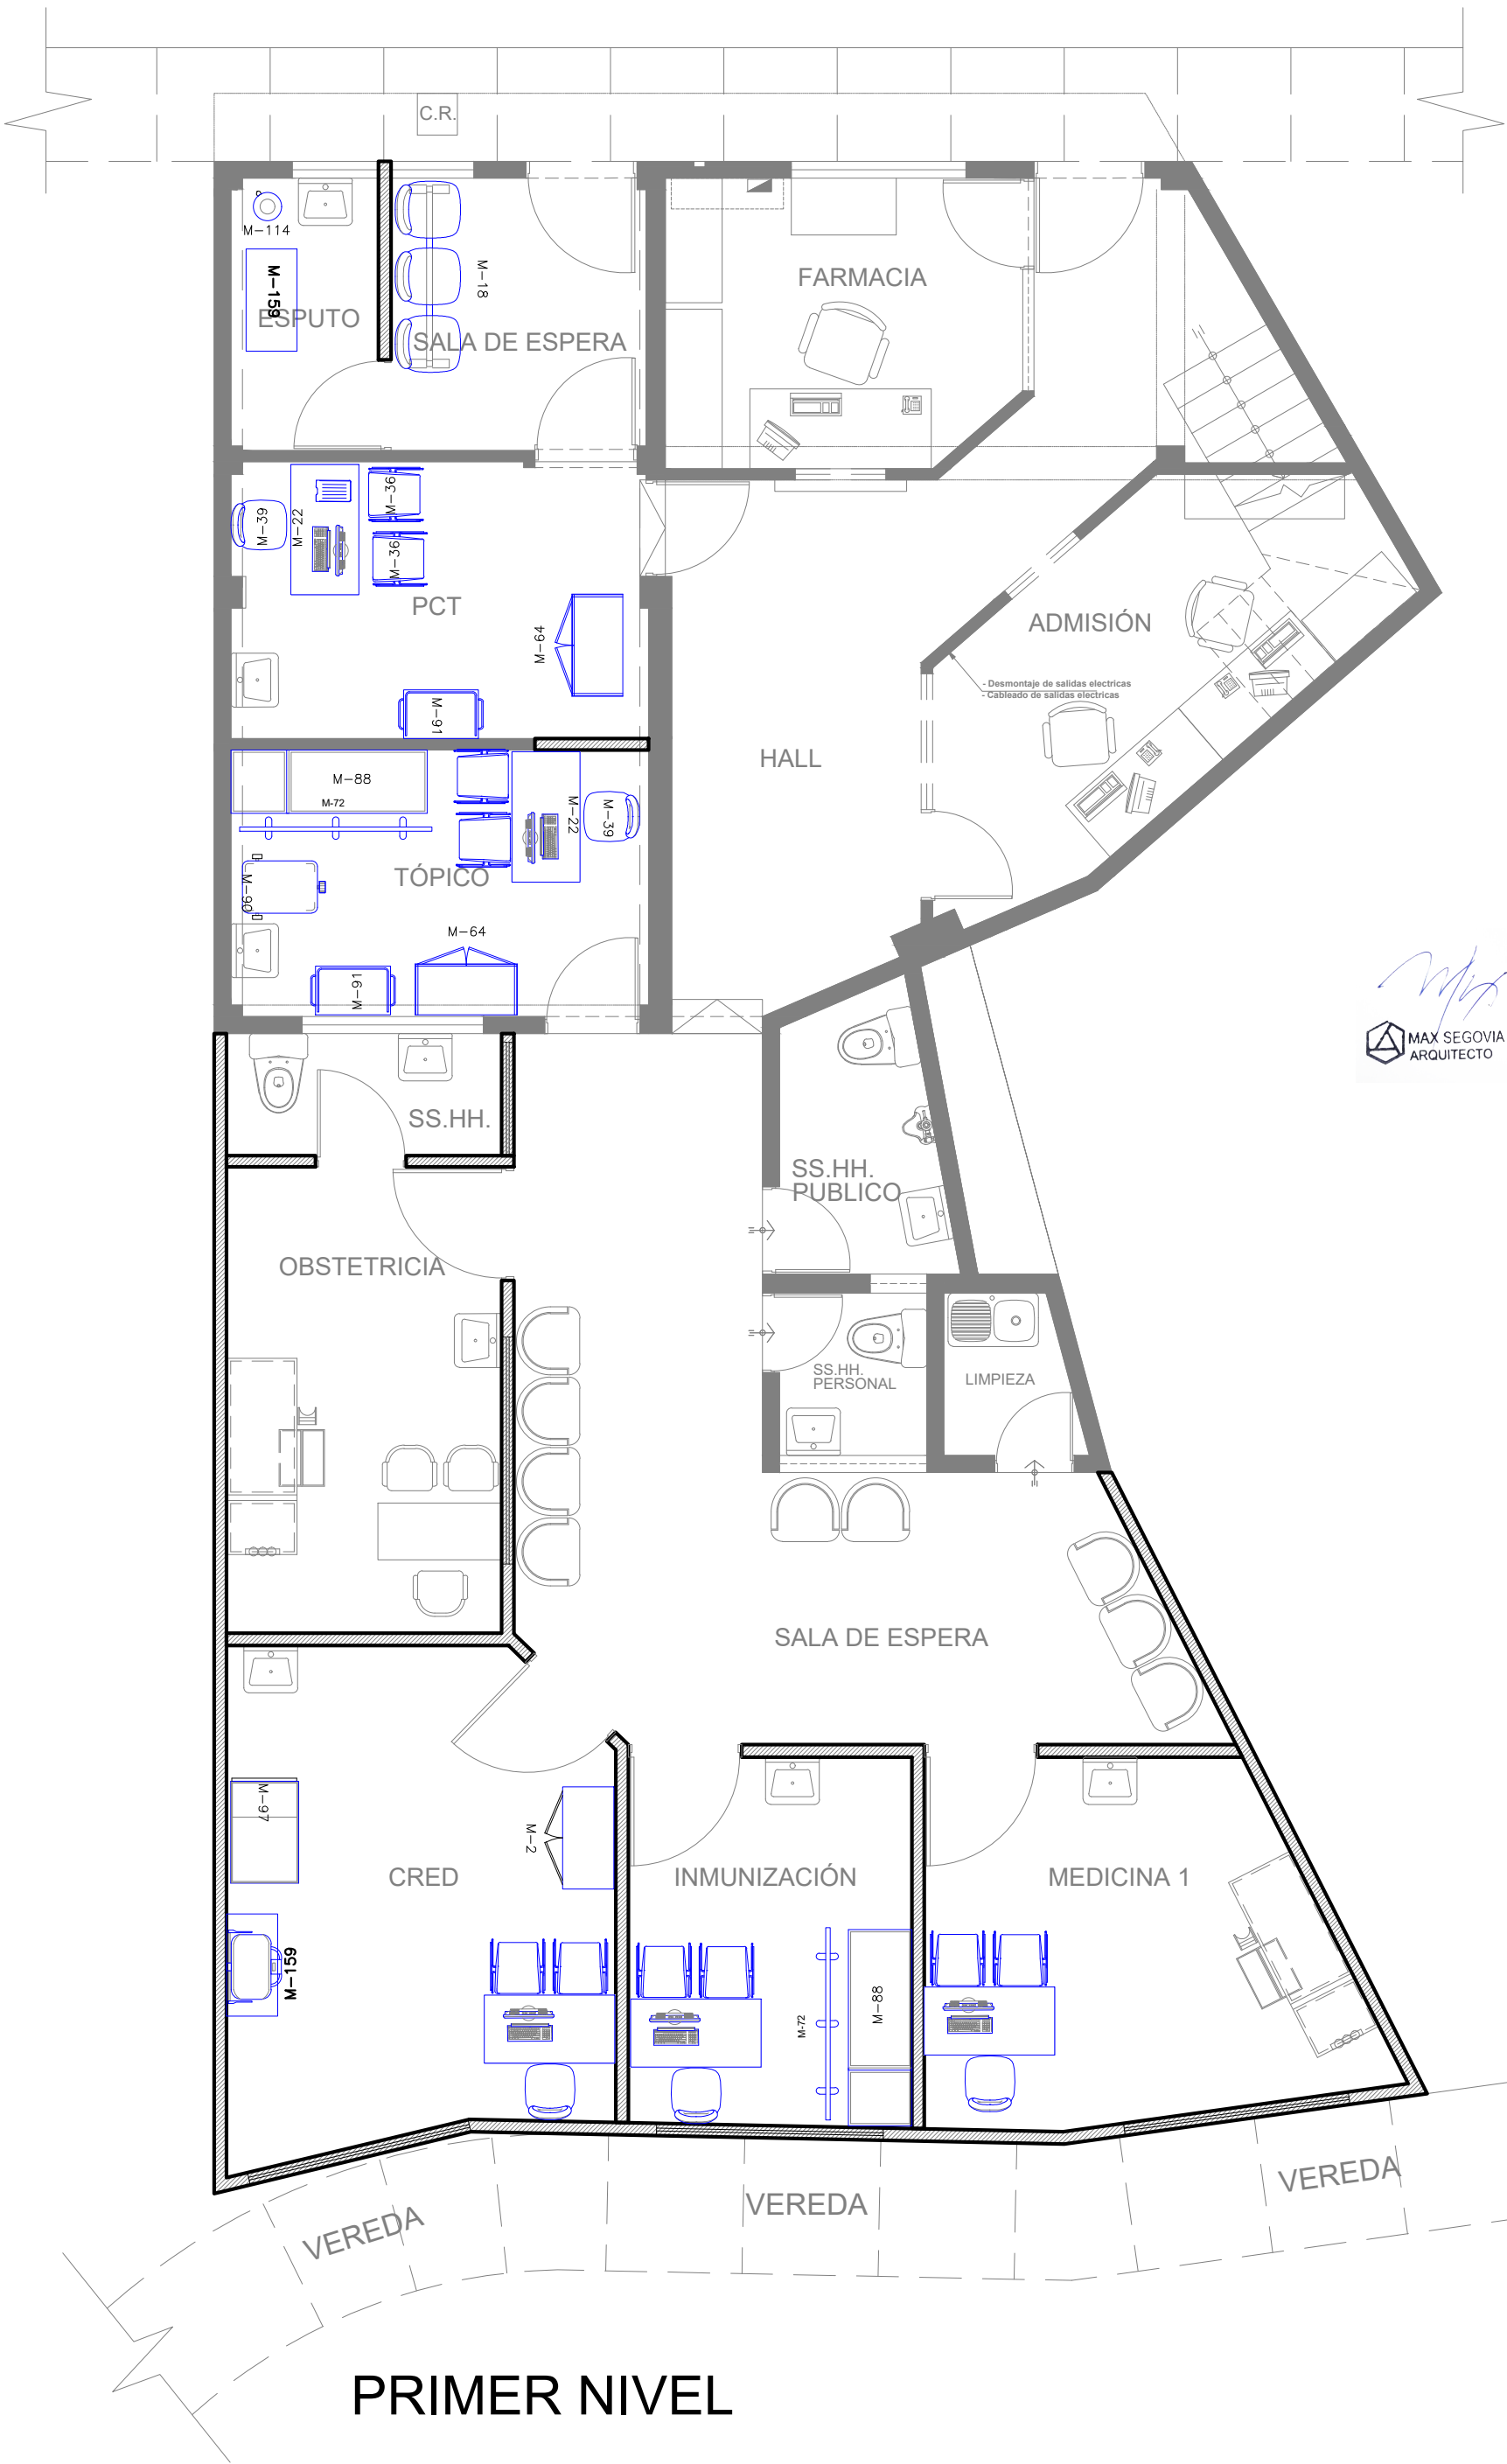 C.R.
M-114
M-159
ESPUTO
M-18
SALA DE ESPERA
FARMACIA
M-39
M-22
M-36
M-36
PCT
M-64
M-91
ADMISIÓN
- Desmontaje de salidas electricas
- Cableado de salidas electricas
HALL
M-88
M-72
M-22
M-39
TÓPICO
M-90
M-64
M-91
MAX SEGOVIA
ARQUITECTO
SS.HH.
SS.HH.
PUBLICO
OBSTETRICIA
SS.HH.
PERSONAL
LIMPIEZA
SALA DE ESPERA
M-97
M-2
CRED
INMUNIZACIÓN
MEDICINA 1
M-159
M-72
M-88
VEREDA
VEREDA
VEREDA
PRIMER NIVEL